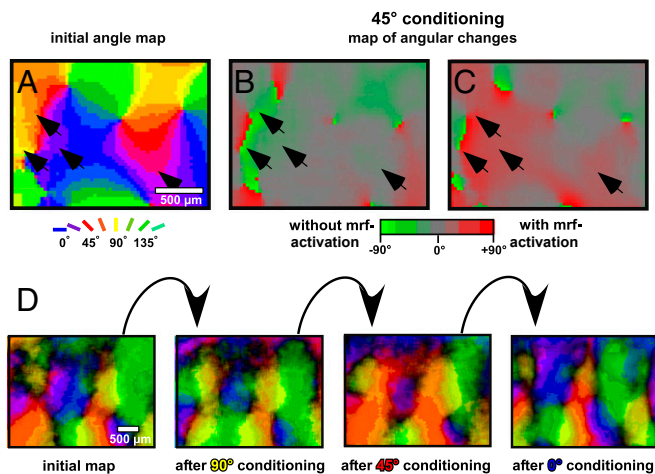 45° conditioning
initial angle map
map of angular changes
A
B
C
500 µm
0° 45° 90° 135°
without mrf-activation
-90° 0° +90°
with mrf-activation
D
500
initial map
after 90° conditioning
after 45° conditioning
after 0° conditioning